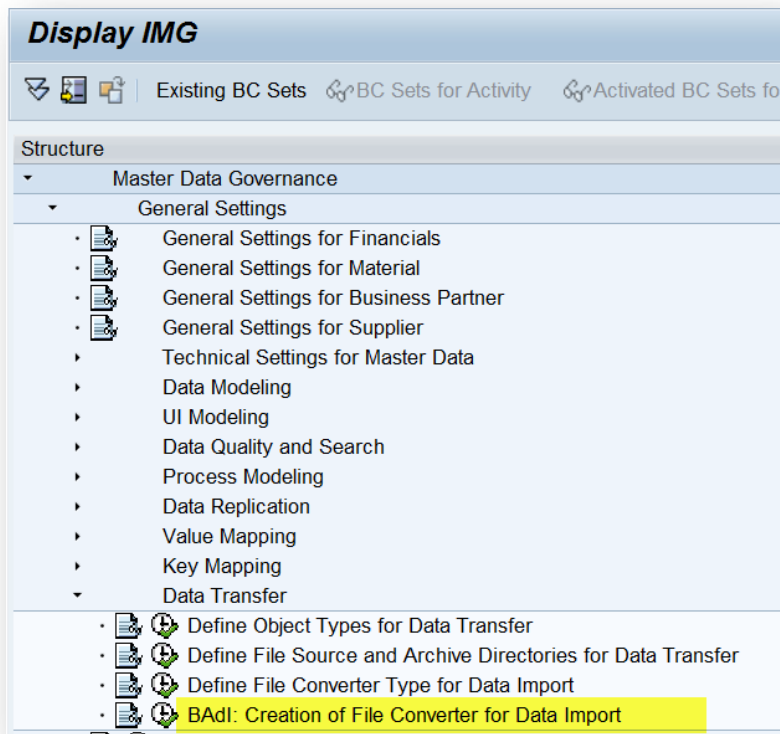 Display IMG
Existing BC Sets BC Sets for Activity Activated BC Sets fo
Structure
Master Data Governance
General Settings
General Settings for Financials
General Settings for Material
General Settings for Business Partner
General Settings for Supplier
Technical Settings for Master Data
Data Modeling
UI Modeling
Data Quality and Search
Process Modeling
Data Replication
Value Mapping
Key Mapping
Data Transfer
Define Object Types for Data Transfer
Define File Source and Archive Directories for Data Transfer
Define File Converter Type for Data Import
BAdI: Creation of File Converter for Data Import